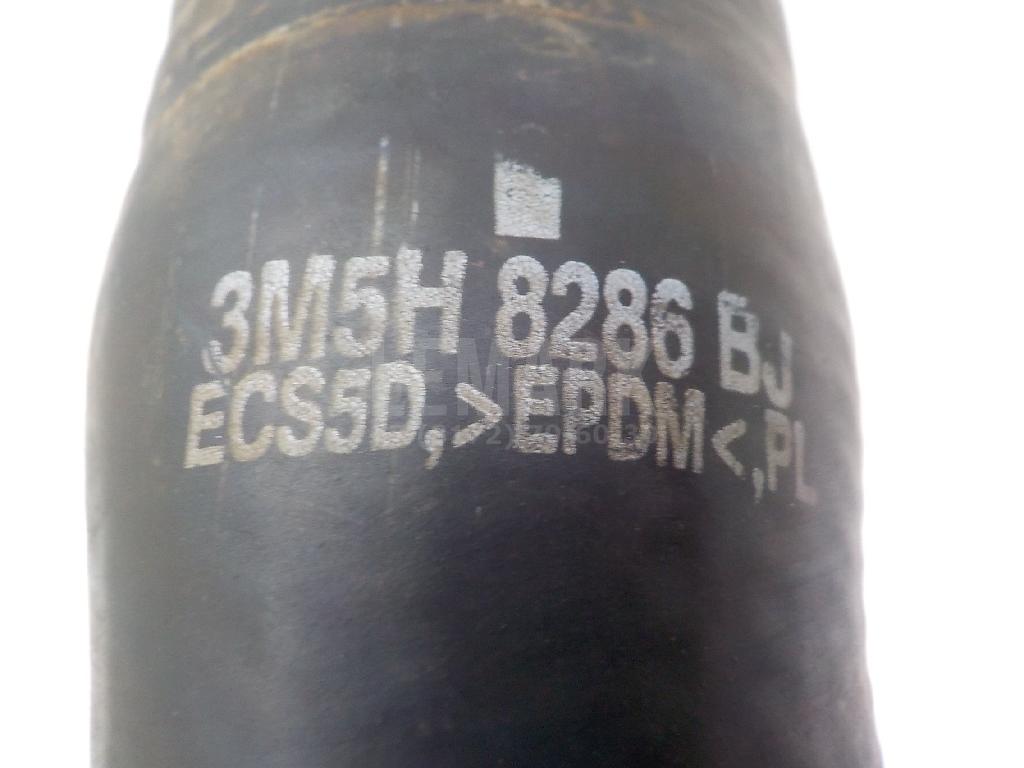 3M5H 8286 BJ
ECS5D,>EPDM<,PL